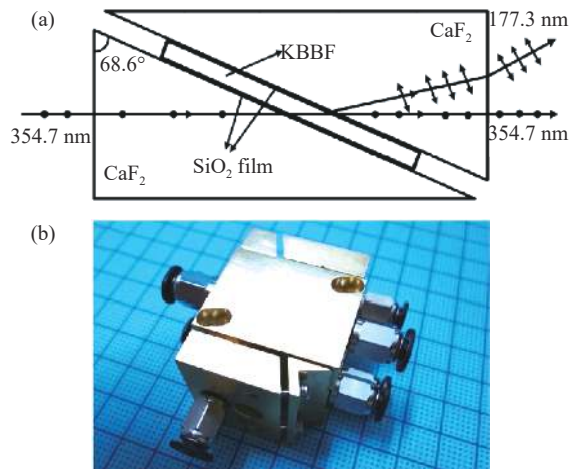 (a)
CaF₂
177.3 nm
KBBF
68.6°
354.7 nm
354.7 nm
SiO₂ film
CaF₂
(b)